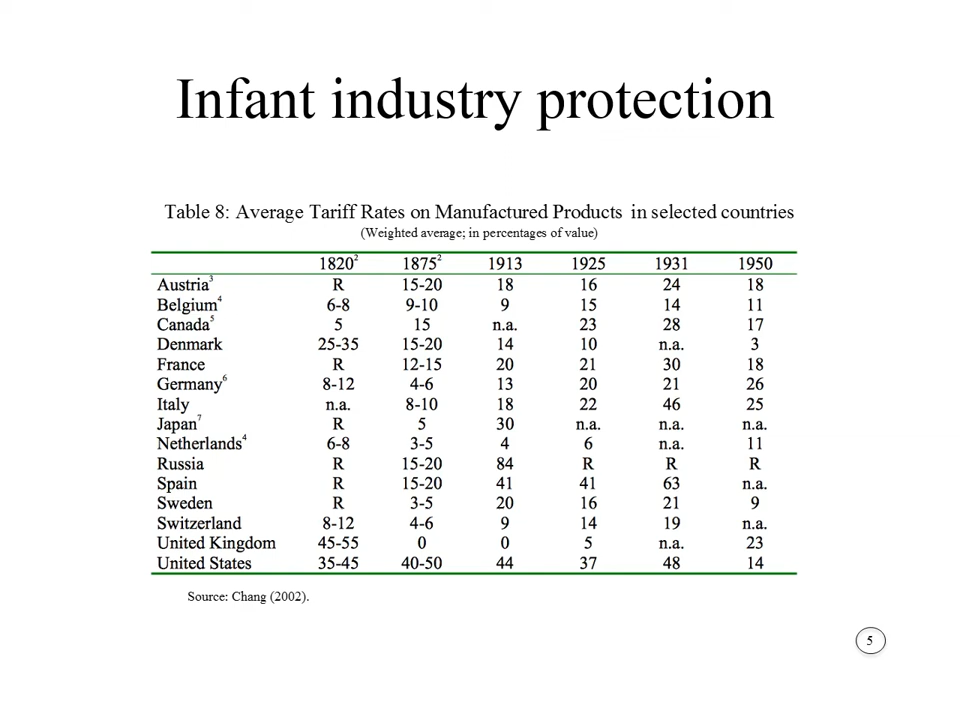 Infant industry protection
Table 8: Average Tariff Rates on Manufactured Products in selected countries
(Weighted average; in percentages of value)
1820² 1875² 1913 1925 1931 1950
Austria³ R 15-20 18 16 24 18
Belgium⁴ 6-8 9-10 9 15 14 11
Canada⁵ 5 15 n.a. 23 28 17
Denmark 25-35 15-20 14 10 n.a. 3
France R 12-15 20 21 30 18
Germany⁶ 8-12 4-6 13 20 21 26
Italy n.a. 8-10 18 22 46 25
Japan⁷ R 5 30 n.a. n.a. n.a.
Netherlands⁴ 6-8 3-5 4 6 n.a. 11
Russia R 15-20 84 R R R
Spain R 15-20 41 41 63 n.a.
Sweden R 3-5 20 16 21 9
Switzerland 8-12 4-6 9 14 19 n.a.
United Kingdom 45-55 0 0 5 n.a. 23
United States 35-45 40-50 44 37 48 14
Source: Chang (2002).
5